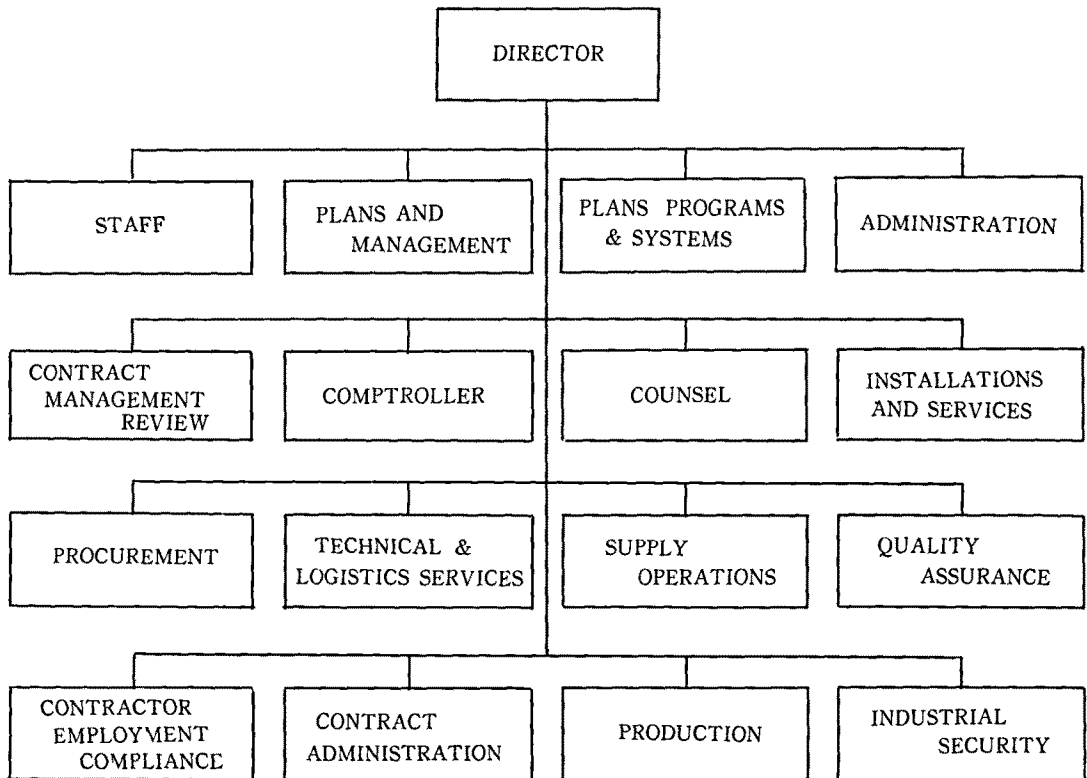 DIRECTOR
STAFF
PLANS AND
MANAGEMENT
PLANS PROGRAMS
& SYSTEMS
ADMINISTRATION
CONTRACT
MANAGEMENT
REVIEW
COMPTROLLER
COUNSEL
INSTALLATIONS
AND SERVICES
PROCUREMENT
TECHNICAL &
LOGISTICS SERVICES
SUPPLY
OPERATIONS
QUALITY
ASSURANCE
CONTRACTOR
EMPLOYMENT
COMPLIANCE
CONTRACT
ADMINISTRATION
PRODUCTION
INDUSTRIAL
SECURITY